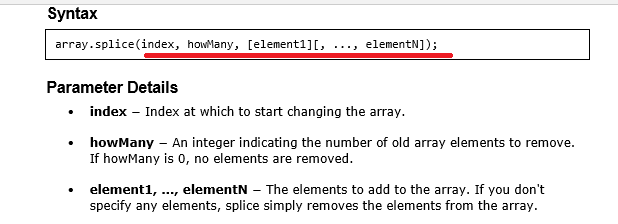 Syntax
array.splice(index, howMany, [element1][, ..., elementN]);
Parameter Details
• index – Index at which to start changing the array.
• howMany – An integer indicating the number of old array elements to remove.
If howMany is 0, no elements are removed.
• element1, ..., elementN – The elements to add to the array. If you don't
specify any elements, splice simply removes the elements from the array.